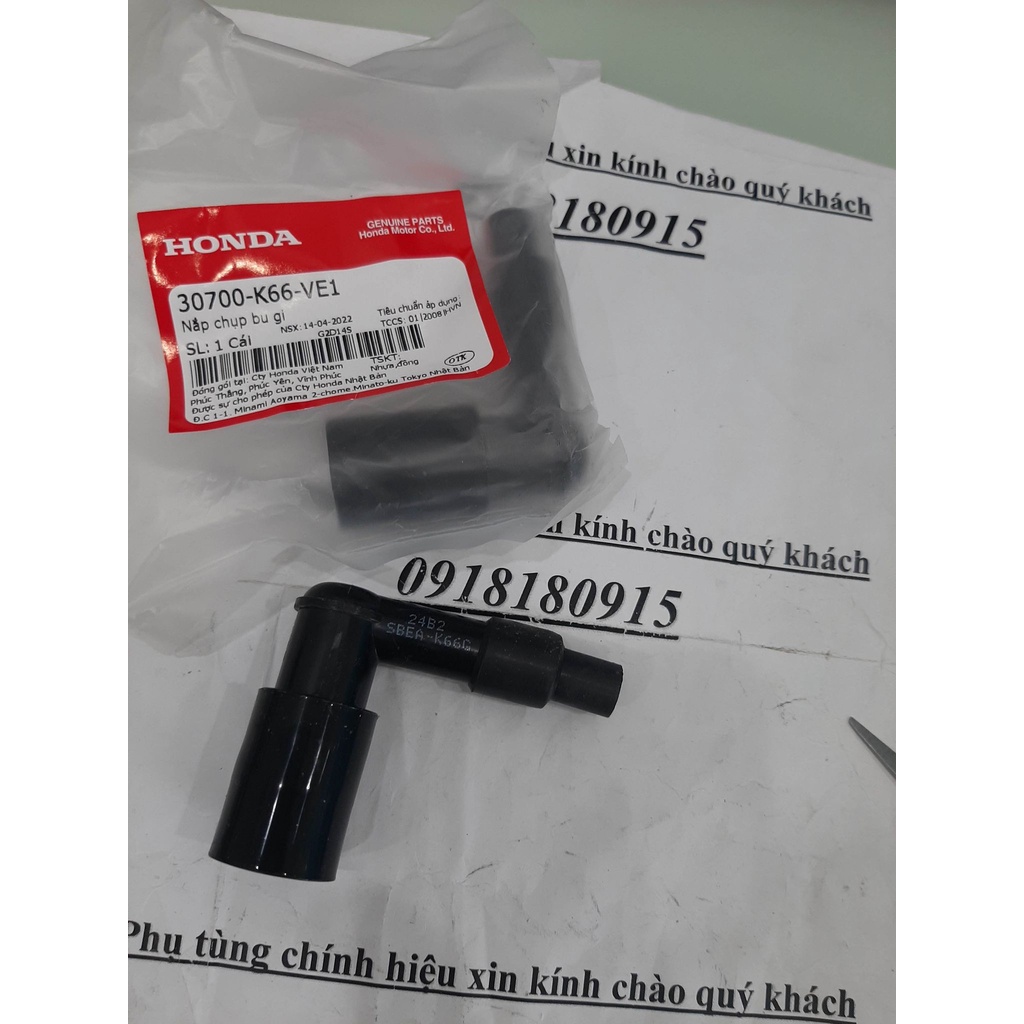 xin kính chào quý khách
180915
HONDA
GENUINE PARTS
Honda Motor Co., Ltd.
30700-K66-VE1
Nắp chụp bu gi
NSX: 14-04-2022
Tiêu chuẩn áp dụng
SL: 1 Cái
G2D14S
TCCS: 01|2008|HVN
TSKT:
Nhựa,đồng
OTK
Đóng gói tại: Cty Honda Việt Nam
Phúc Thắng, Phúc Yên, Vĩnh Phúc
Được sự cho phép của Cty Honda Nhật Bản
Đ.C 1-1, Minami Aoyama 2-chome Minato-ku Tokyo Nhật Bản
kính chào quý khách
0918180915
24B2
SBEA-K66G
Phụ tùng chính hiệu xin kính chào quý khách